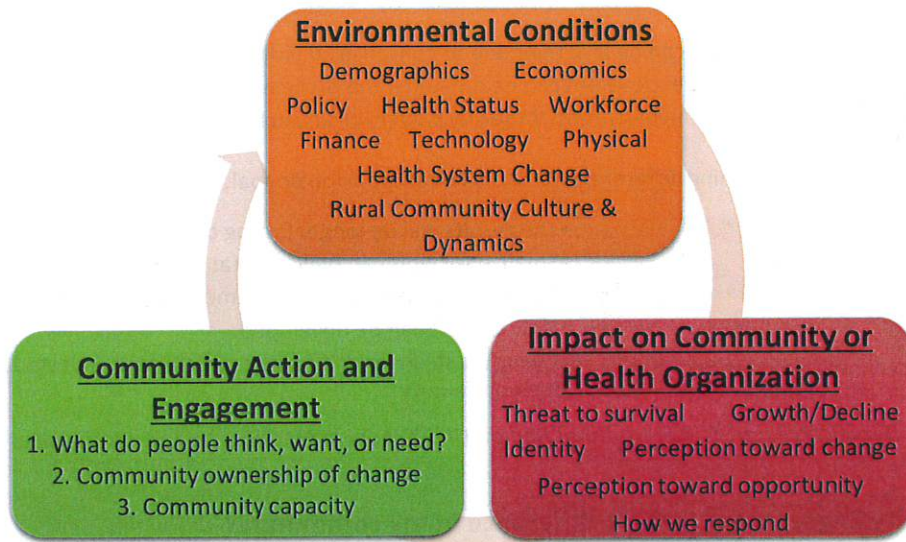 Environmental Conditions
Demographics Economics
Policy Health Status Workforce
Finance Technology Physical
Health System Change
Rural Community Culture &
Dynamics
Community Action and
Engagement
1. What do people think, want, or need?
2. Community ownership of change
3. Community capacity
Impact on Community or
Health Organization
Threat to survival Growth/Decline
Identity Perception toward change
Perception toward opportunity
How we respond